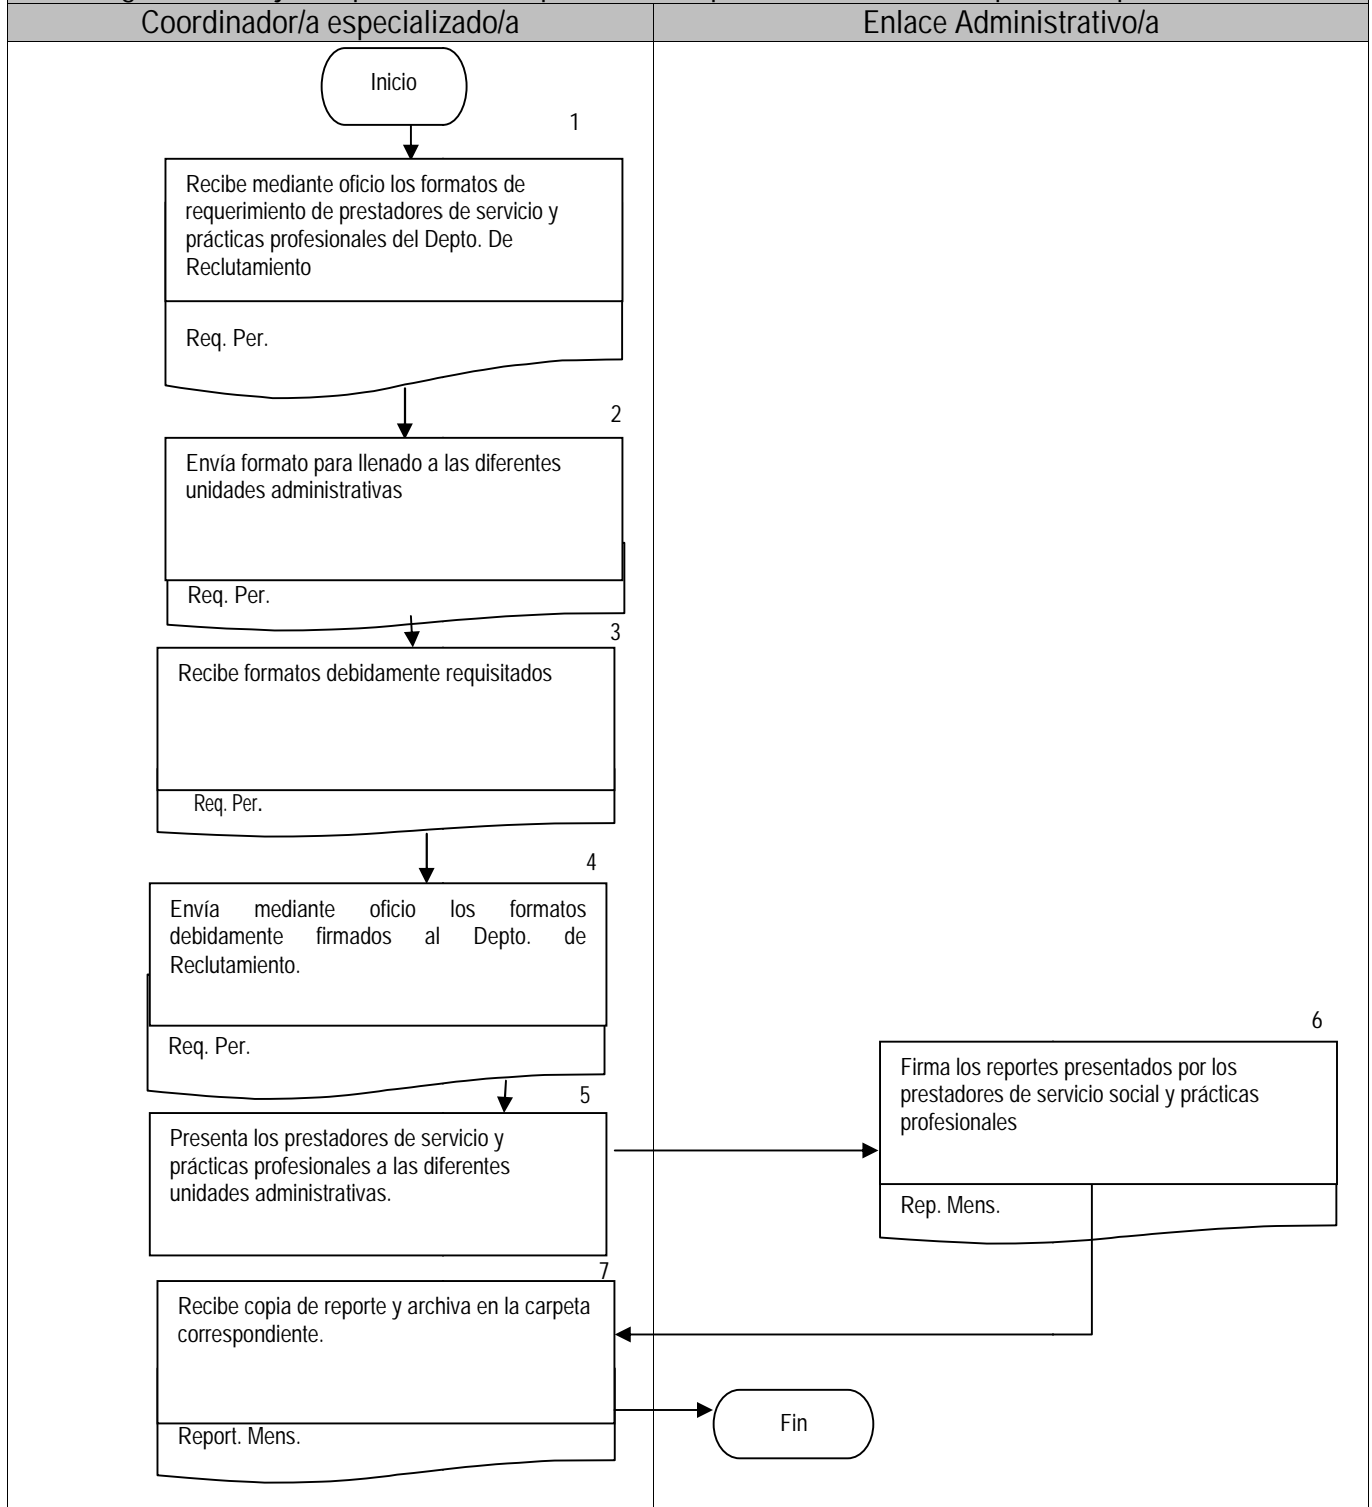 Coordinador/a especializado/a
Enlace Administrativo/a
Inicio
1
Recibe mediante oficio los formatos de
requerimiento de prestadores de servicio y
prácticas profesionales del Depto. De
Reclutamiento
Req. Per.
2
Envía formato para llenado a las diferentes
unidades administrativas
Req. Per.
3
Recibe formatos debidamente requisitados
Req. Per.
4
Envía mediante oficio los formatos
debidamente firmados al Depto. de
Reclutamiento.
Req. Per.
5
Presenta los prestadores de servicio y
prácticas profesionales a las diferentes
unidades administrativas.
6
Firma los reportes presentados por los
prestadores de servicio social y prácticas
profesionales
Rep. Mens.
7
Recibe copia de reporte y archiva en la carpeta
correspondiente.
Report. Mens.
Fin